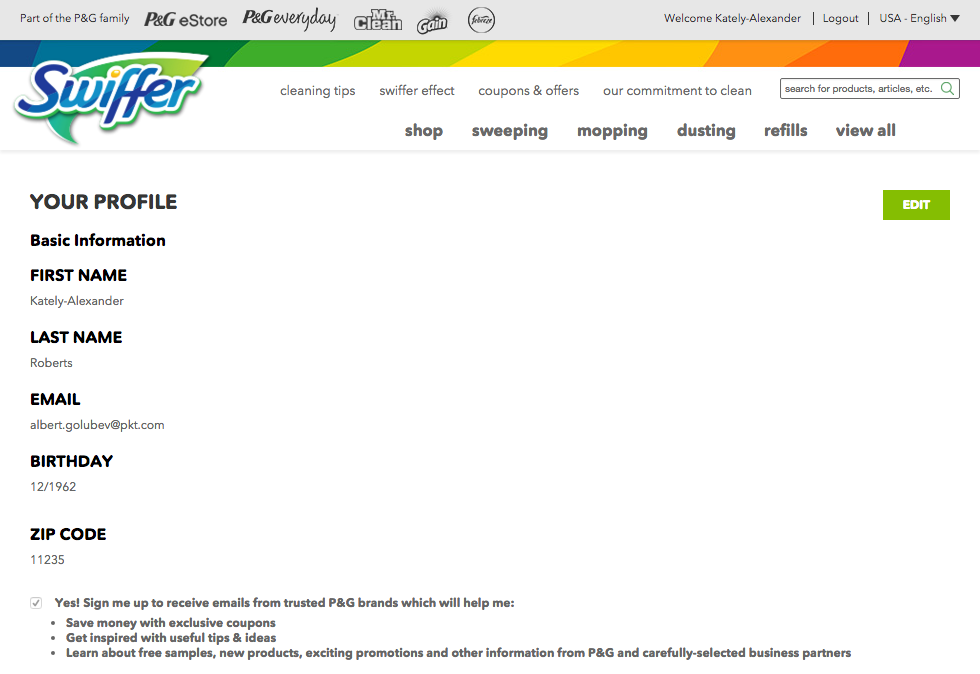 Part of the P&G family P&G eStore P&G everyday Mr. Clean Gain febreze Welcome Kately-Alexander | Logout | USA - English
Swiffer
cleaning tips swiffer effect coupons & offers our commitment to clean search for products, articles, etc.
shop sweeping mopping dusting refills view all
YOUR PROFILE EDIT
Basic Information
FIRST NAME
Kately-Alexander
LAST NAME
Roberts
EMAIL
albert.golubev@pkt.com
BIRTHDAY
12/1962
ZIP CODE
11235
Yes! Sign me up to receive emails from trusted P&G brands which will help me:
• Save money with exclusive coupons
• Get inspired with useful tips & ideas
• Learn about free samples, new products, exciting promotions and other information from P&G and carefully-selected business partners